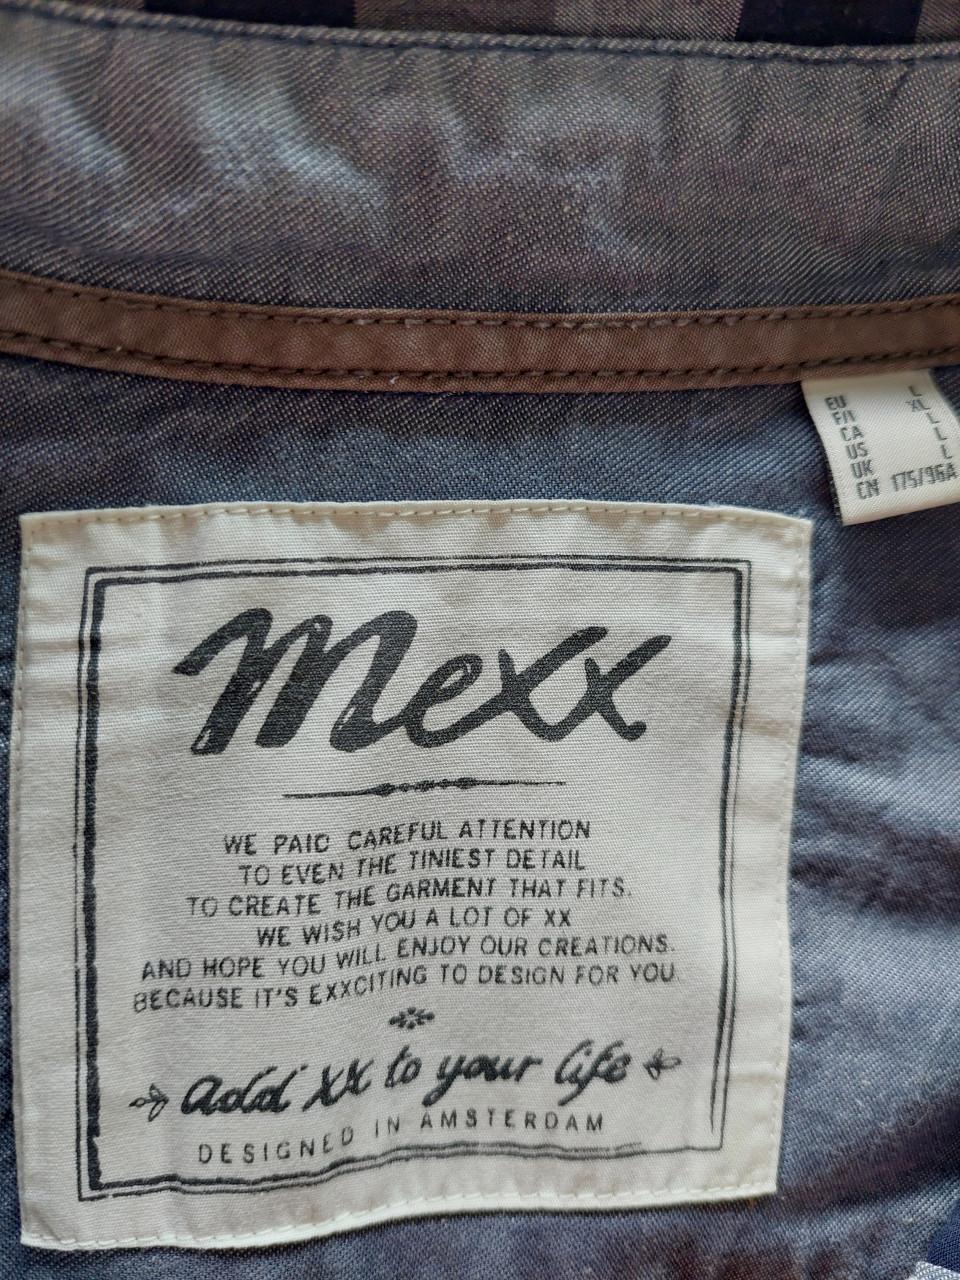 EU L
F/I XL
CA L
US L
UK L
CN 175/96A
Mexx
WE PAID CAREFUL ATTENTION
TO EVEN THE TINIEST DETAIL
TO CREATE THE GARMENT THAT FITS.
WE WISH YOU A LOT OF XX
AND HOPE YOU WILL ENJOY OUR CREATIONS.
BECAUSE IT'S EXXCITING TO DESIGN FOR YOU.
add XX to your life
DESIGNED IN AMSTERDAM